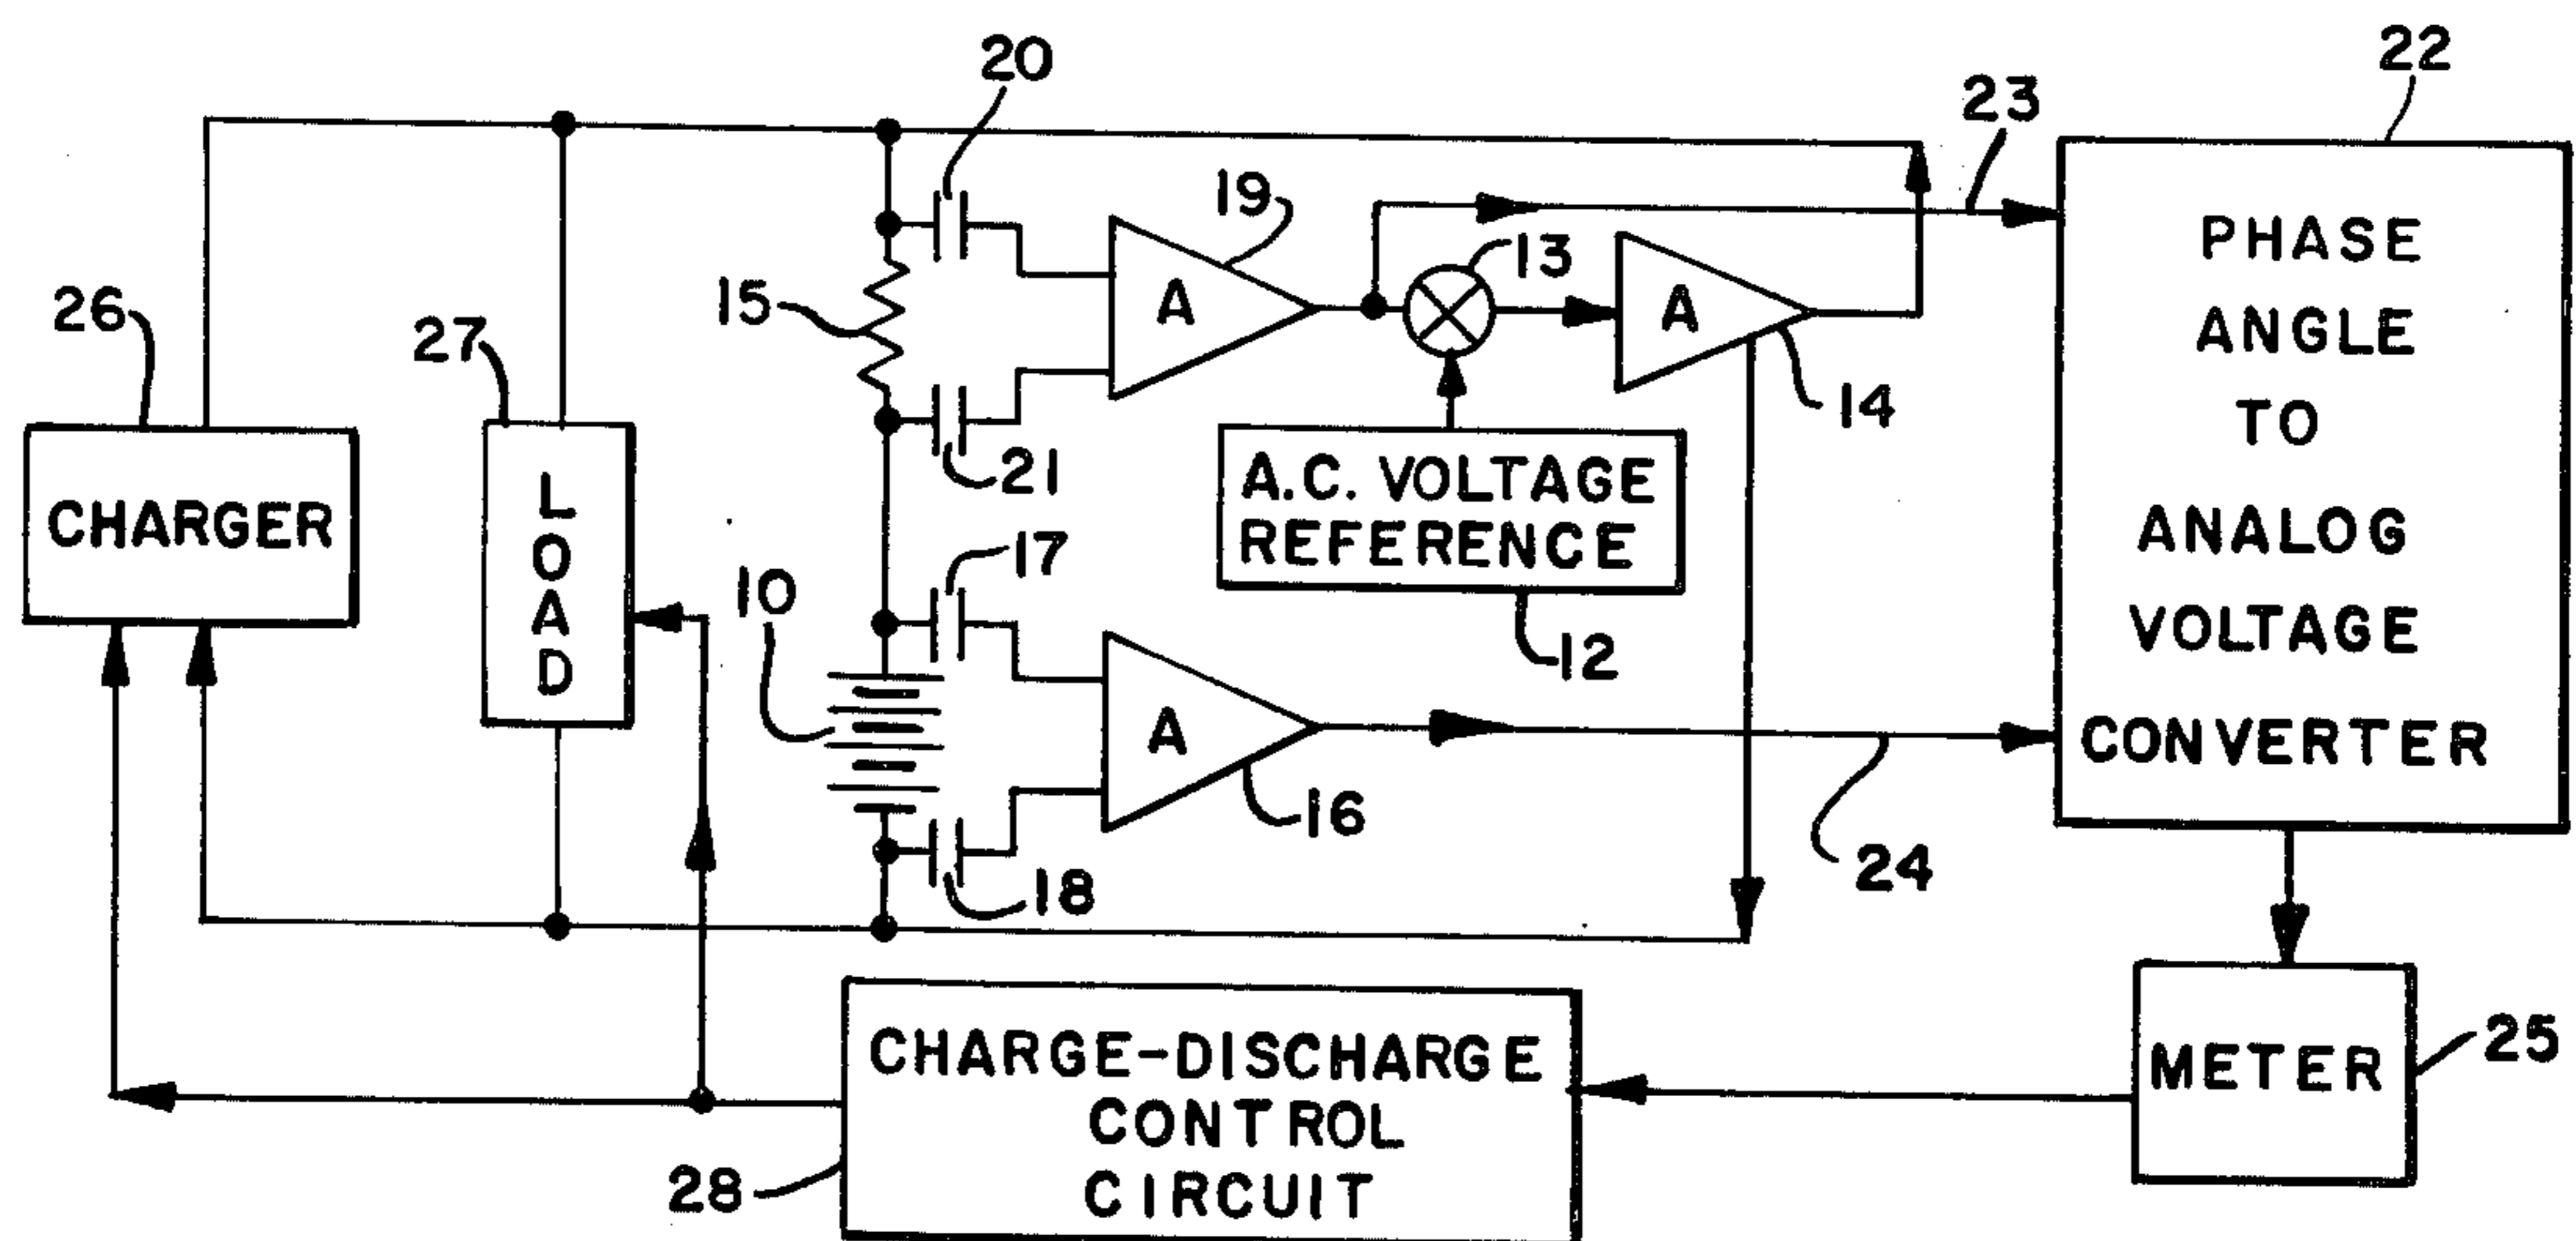 20
22
23
19
13
PHASE
ANGLE
TO
ANALOG
VOLTAGE
CONVERTER
26
27
15
A
A
14
CHARGER
LOAD
21
A.C. VOLTAGE
REFERENCE
17
10
12
A
16
24
18
CHARGE-DISCHARGE
CONTROL
CIRCUIT
METER
25
28